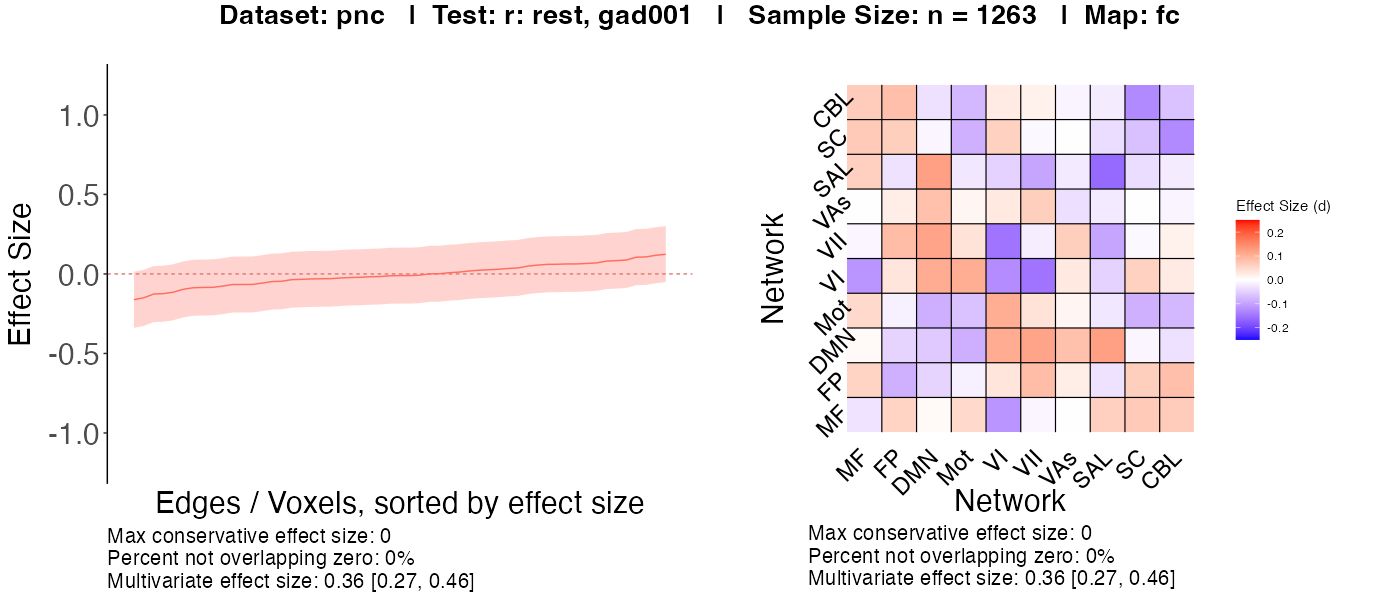 Dataset: pnc | Test: r: rest, gad001 | Sample Size: n = 1263 | Map: fc
Effect Size
1.0
0.5
0.0
-0.5
-1.0
Edges / Voxels, sorted by effect size
Max conservative effect size: 0
Percent not overlapping zero: 0%
Multivariate effect size: 0.36 [0.27, 0.46]
Network
CBL
SC
SAL
VAs
VII
VI
Mot
DMN
FP
MF
MF FP DMN Mot VI VII VAs SAL SC CBL
Network
Max conservative effect size: 0
Percent not overlapping zero: 0%
Multivariate effect size: 0.36 [0.27, 0.46]
Effect Size (d)
0.2
0.1
0.0
-0.1
-0.2